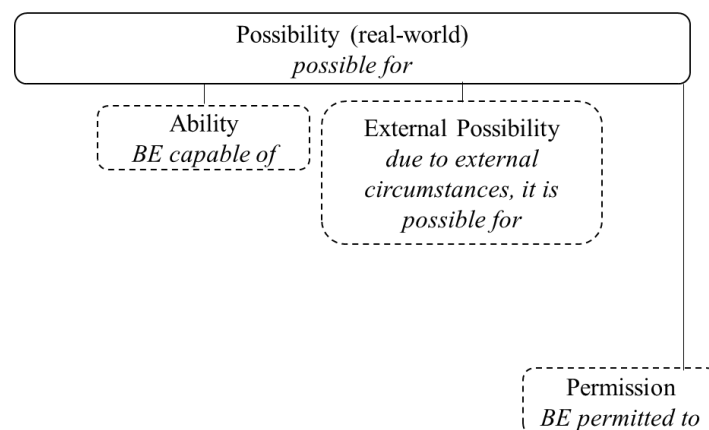 Possibility (real-world)
possible for
Ability
BE capable of
External Possibility
due to external
circumstances, it is
possible for
Permission
BE permitted to